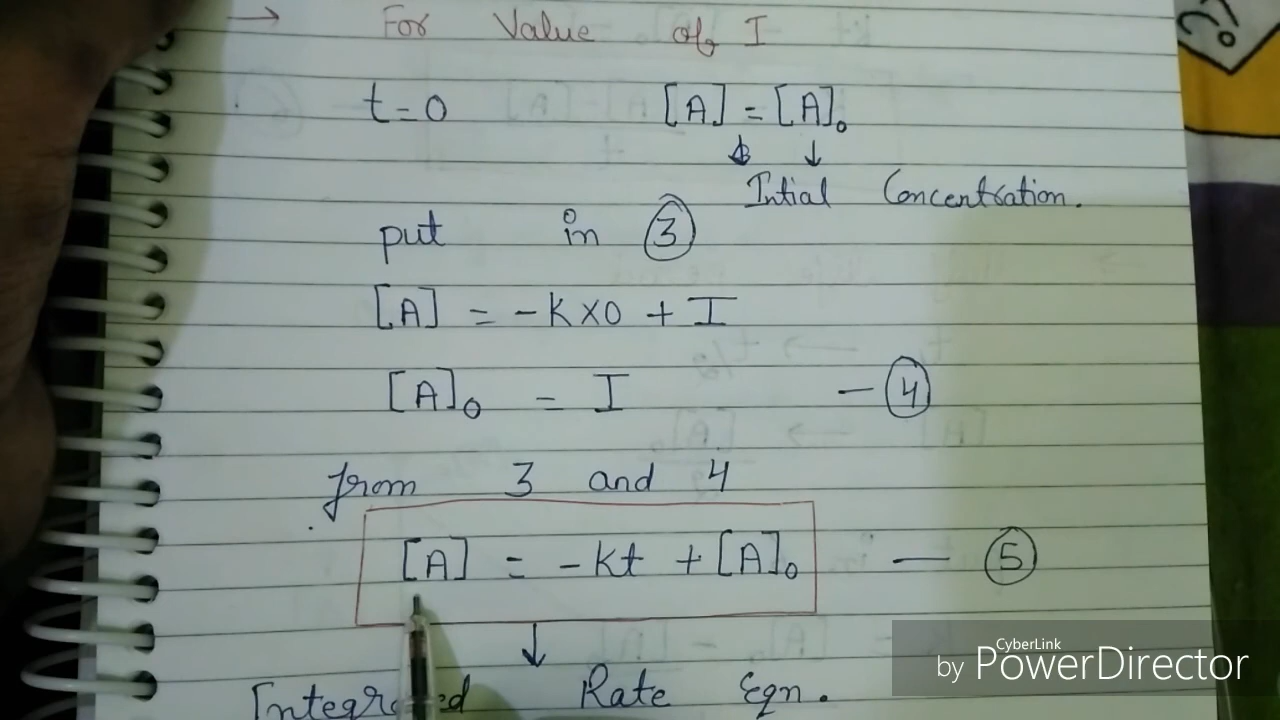 → For Value of I
t=0 [A] = [A]₀
↓ ↓
Intial Concentration.
put in ③
[A] = -K×0 + I
[A]₀ = I — ④
from 3 and 4
[A] = -Kt + [A]₀ — ⑤
↓
Rate Eqn.
CyberLink
by PowerDirector